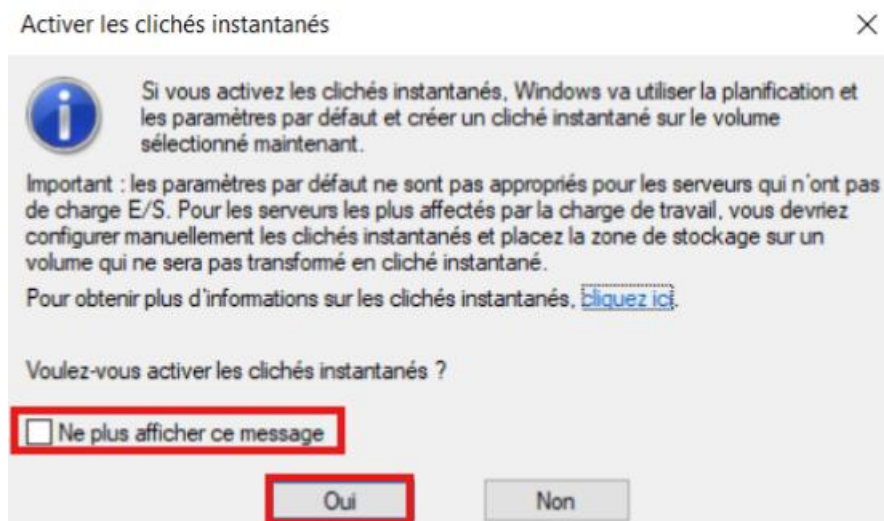 Activer les clichés instantanés
Si vous activez les clichés instantanés, Windows va utiliser la planification et
les paramètres par défaut et créer un cliché instantané sur le volume
sélectionné maintenant.
Important : les paramètres par défaut ne sont pas appropriés pour les serveurs qui n'ont pas
de charge E/S. Pour les serveurs les plus affectés par la charge de travail, vous devriez
configurer manuellement les clichés instantanés et placez la zone de stockage sur un
volume qui ne sera pas transformé en cliché instantané.
Pour obtenir plus d'informations sur les clichés instantanés, cliquez ici.
Voulez-vous activer les clichés instantanés ?
Ne plus afficher ce message
Oui Non